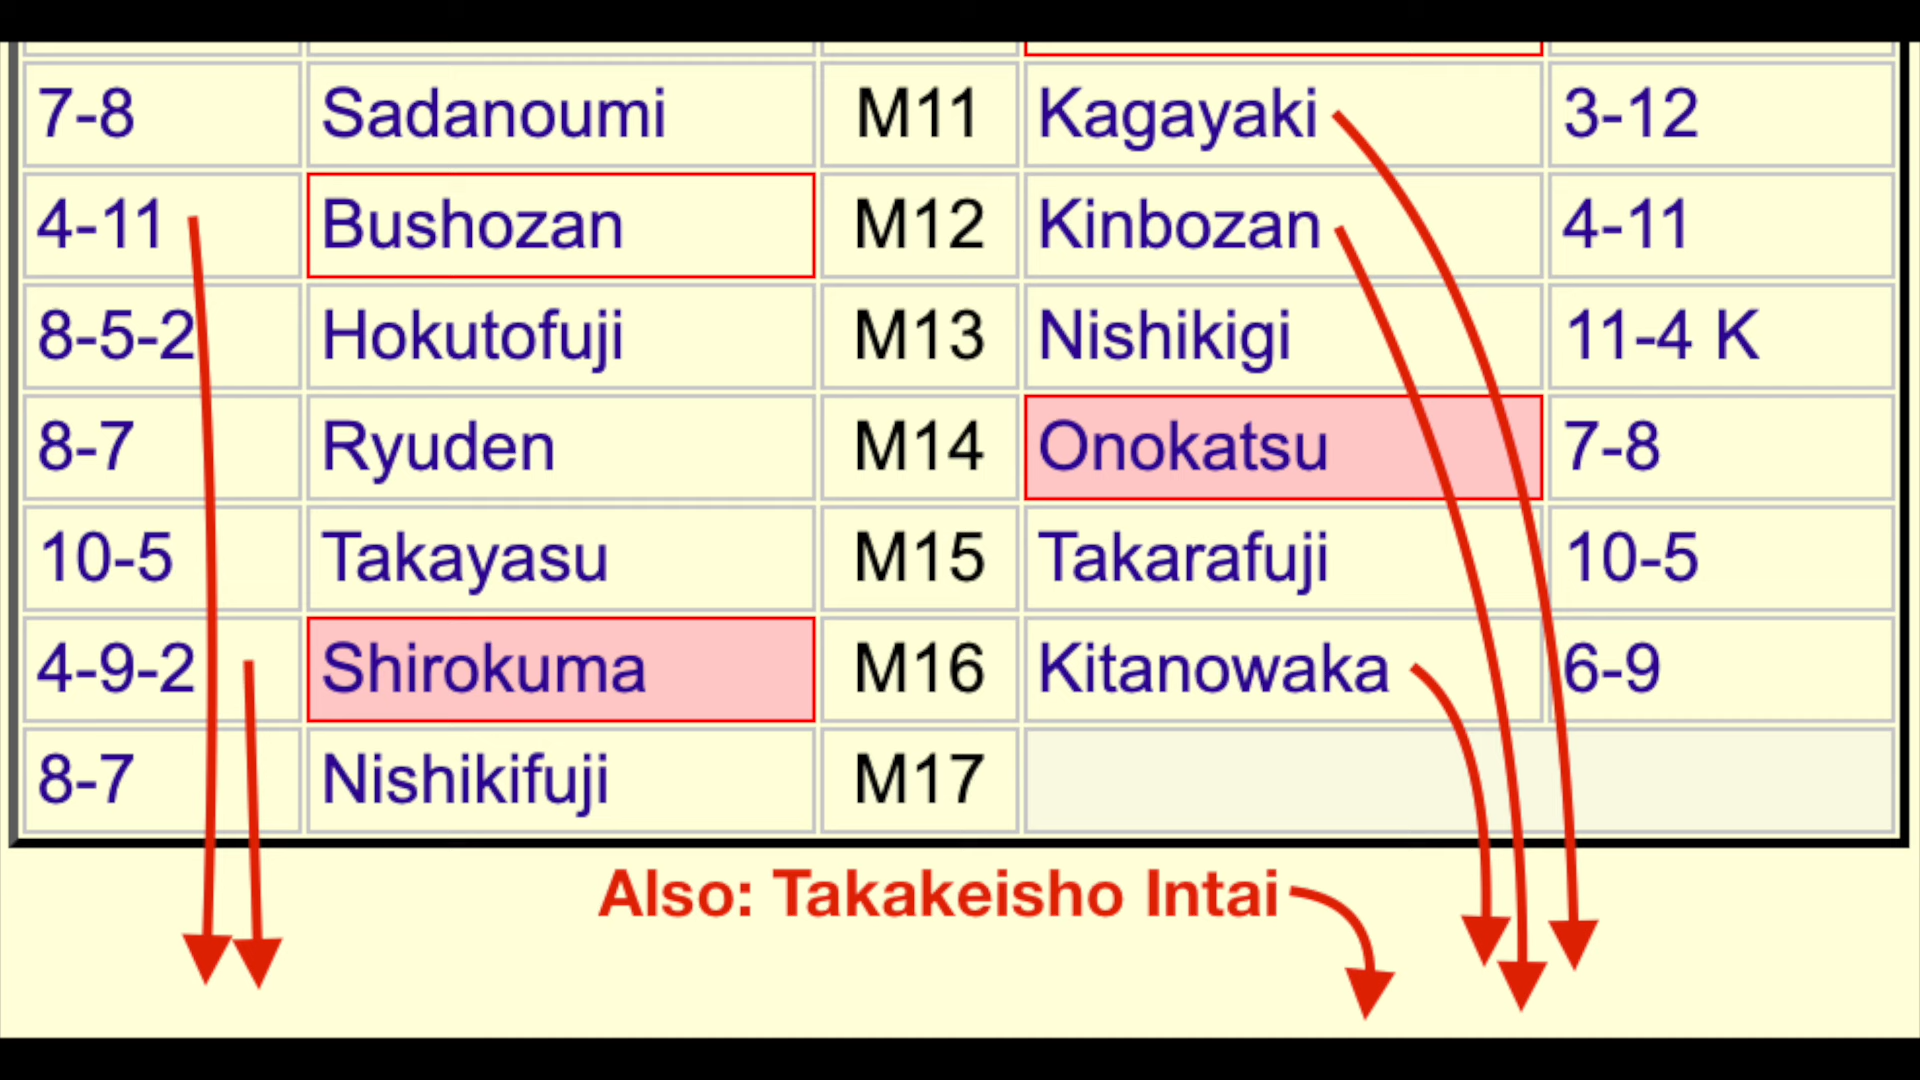 7-8 Sadanoumi M11 Kagayaki 3-12
4-11 Bushozan M12 Kinbozan 4-11
8-5-2 Hokutofuji M13 Nishikigi 11-4 K
8-7 Ryuden M14 Onokatsu 7-8
10-5 Takayasu M15 Takarafuji 10-5
4-9-2 Shirokuma M16 Kitanowaka 6-9
8-7 Nishikifuji M17
Also: Takakeisho Intai